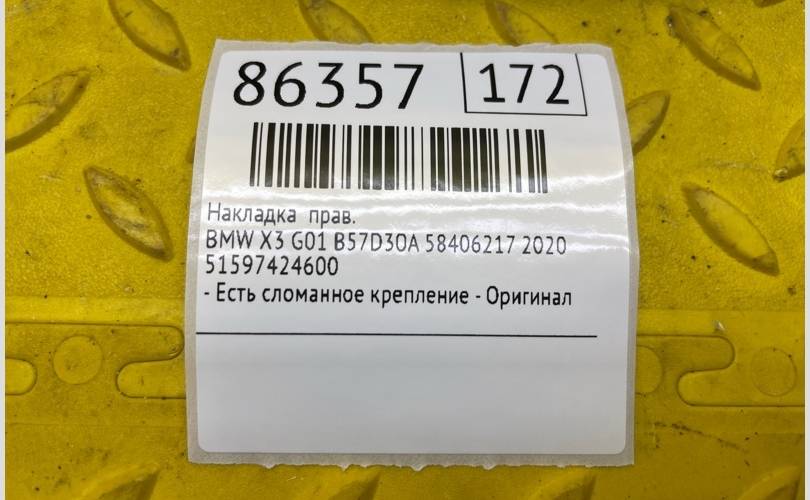 86357 172
Накладка прав.
BMW X3 G01 B57D30A 58406217 2020
51597424600
- Есть сломанное крепление - Оригинал